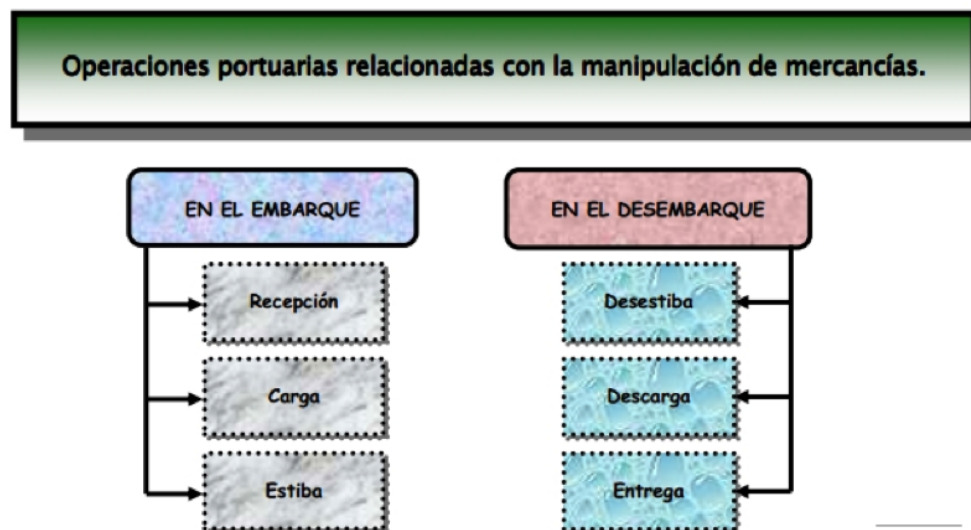 Operaciones portuarias relacionadas con la manipulación de mercancías.
EN EL EMBARQUE
Recepción
Carga
Estiba
EN EL DESEMBARQUE
Desestiba
Descarga
Entrega